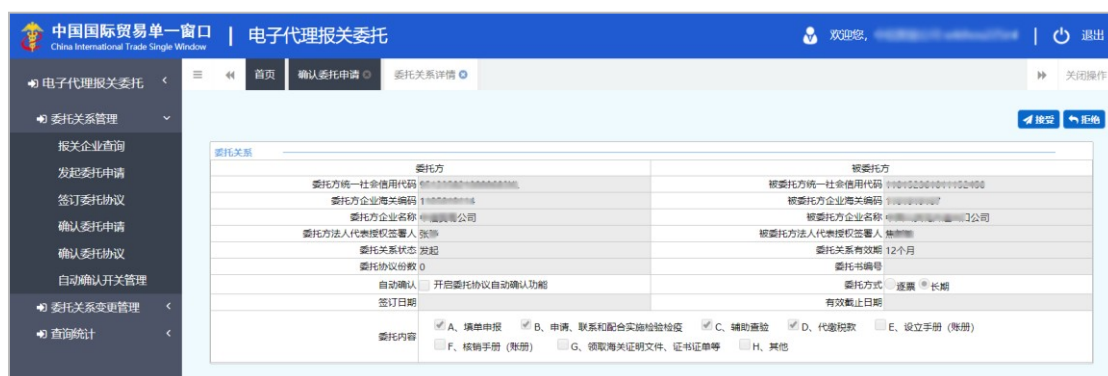 中国国际贸易单一窗口 | 电子代理报关委托 欢迎您, | 退出
China International Trade Single Window
电子代理报关委托
首页 确认委托申请 委托关系详情 关闭操作
委托关系管理
接受 拒绝
报关企业查询
发起委托申请
签订委托协议
确认委托申请
确认委托协议
自动确认开关管理
委托关系变更管理
查询统计
委托关系
委托方 被委托方
委托方统一社会信用代码 被委托方统一社会信用代码
委托方企业海关编码 被委托方企业海关编码
委托方企业名称 公司 被委托方企业名称 公司
委托方法人代表授权签署人 张 被委托方法人代表授权签署人
委托关系状态 发起 委托关系有效期 12个月
委托协议份数 0 委托书编号
自动确认 开启委托协议自动确认功能 委托方式 逐票 长期
签订日期 有效截止日期
委托内容 A、填单申报 B、申请、联系和配合实施检验检疫 C、辅助查验 D、代缴税款 E、设立手册（账册）
F、核销手册（账册） G、领取海关证明文件、证书证单等 H、其他